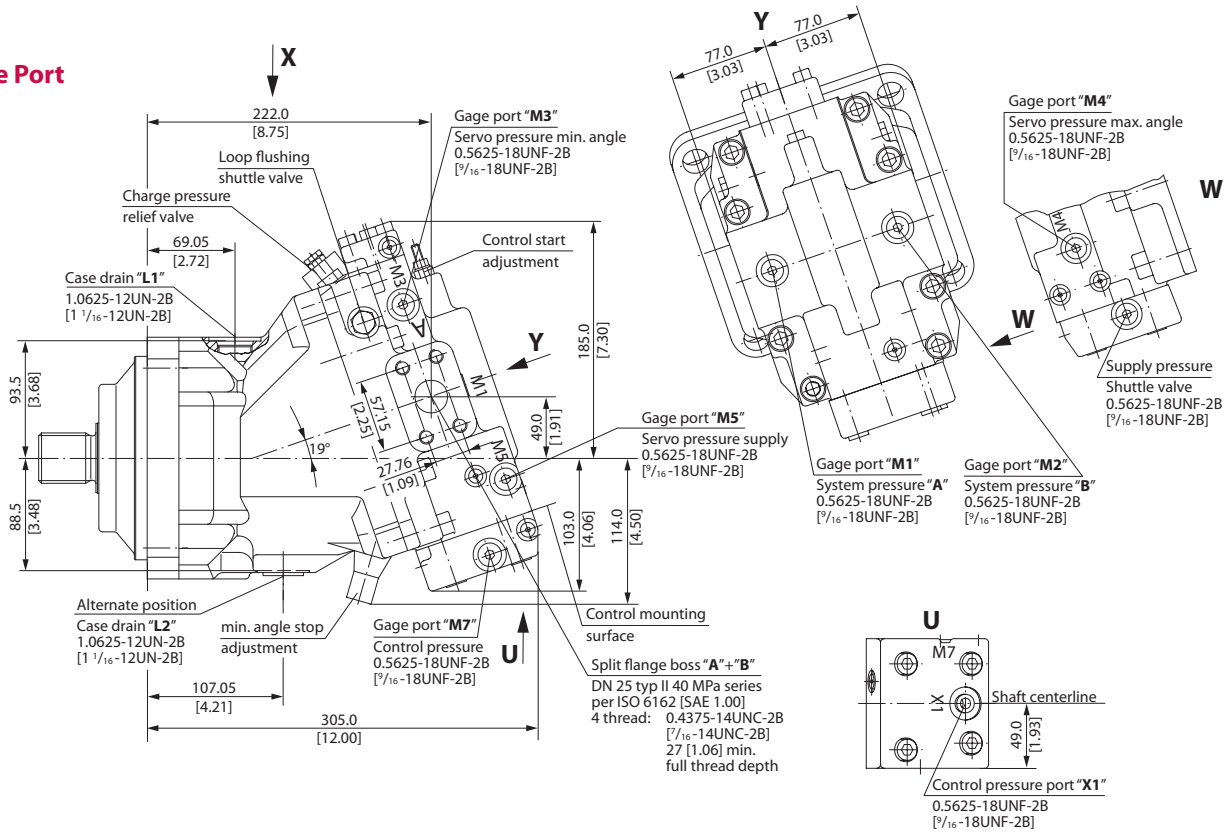 e Port
X
222.0
[8.75]
Loop flushing
shuttle valve
Charge pressure
relief valve
69.05
[2.72]
Case drain “L1”
1.0625-12UN-2B
[1 1/16-12UN-2B]
Gage port “M3”
Servo pressure min. angle
0.5625-18UNF-2B
[9/16-18UNF-2B]
Control start
adjustment
M3
A
M1
M5
Y
93.5
[3.68]
88.5
[3.48]
19°
57.15
[2.25]
27.76
[1.09]
185.0
[7.30]
49.0
[1.91]
103.0
[4.06]
114.0
[4.50]
Gage port “M5”
Servo pressure supply
0.5625-18UNF-2B
[9/16-18UNF-2B]
Alternate position
Case drain “L2”
1.0625-12UN-2B
[1 1/16-12UN-2B]
min. angle stop
adjustment
Gage port “M7”
Control pressure
0.5625-18UNF-2B
[9/16-18UNF-2B]
U
Control mounting
surface
Split flange boss “A”+”B”
DN 25 typ II 40 MPa series
per ISO 6162 [SAE 1.00]
4 thread: 0.4375-14UNC-2B
[7/16-14UNC-2B]
27 [1.06] min.
full thread depth
107.05
[4.21]
305.0
[12.00]
Y
77.0
[3.03]
77.0
[3.03]
W
Gage port “M1”
System pressure “A”
0.5625-18UNF-2B
[9/16-18UNF-2B]
Gage port “M2”
System pressure “B”
0.5625-18UNF-2B
[9/16-18UNF-2B]
Gage port “M4”
Servo pressure max. angle
0.5625-18UNF-2B
[9/16-18UNF-2B]
W
M4
Supply pressure
Shuttle valve
0.5625-18UNF-2B
[9/16-18UNF-2B]
U
M7
X1
Shaft centerline
49.0
[1.93]
Control pressure port “X1”
0.5625-18UNF-2B
[9/16-18UNF-2B]